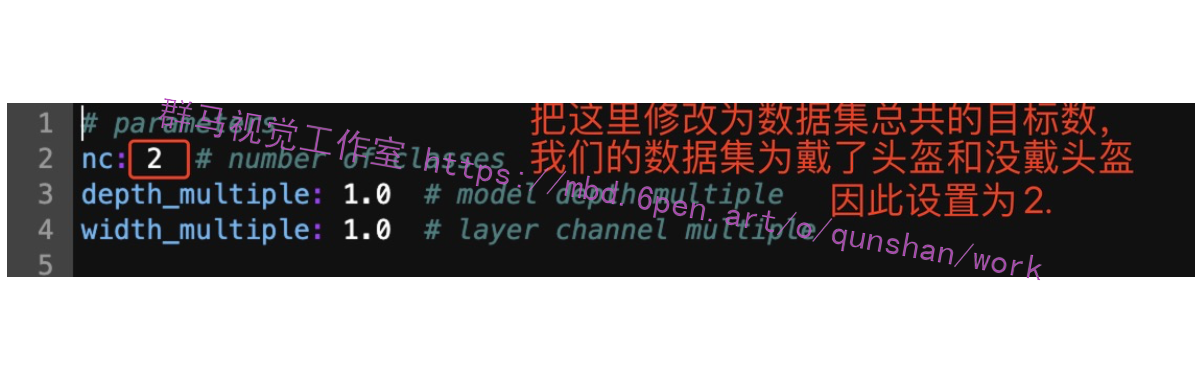 1 # parameters
2 nc: 2 # number of classes
3 depth_multiple: 1.0 # model depth multiple
4 width_multiple: 1.0 # layer channel multiple
5
把这里修改为数据集总共的目标数,
我们的数据集为戴了头盔和没戴头盔
因此设置为 2.
群马视觉工作室 https://mbd.6pen.art/o/qunshan/work